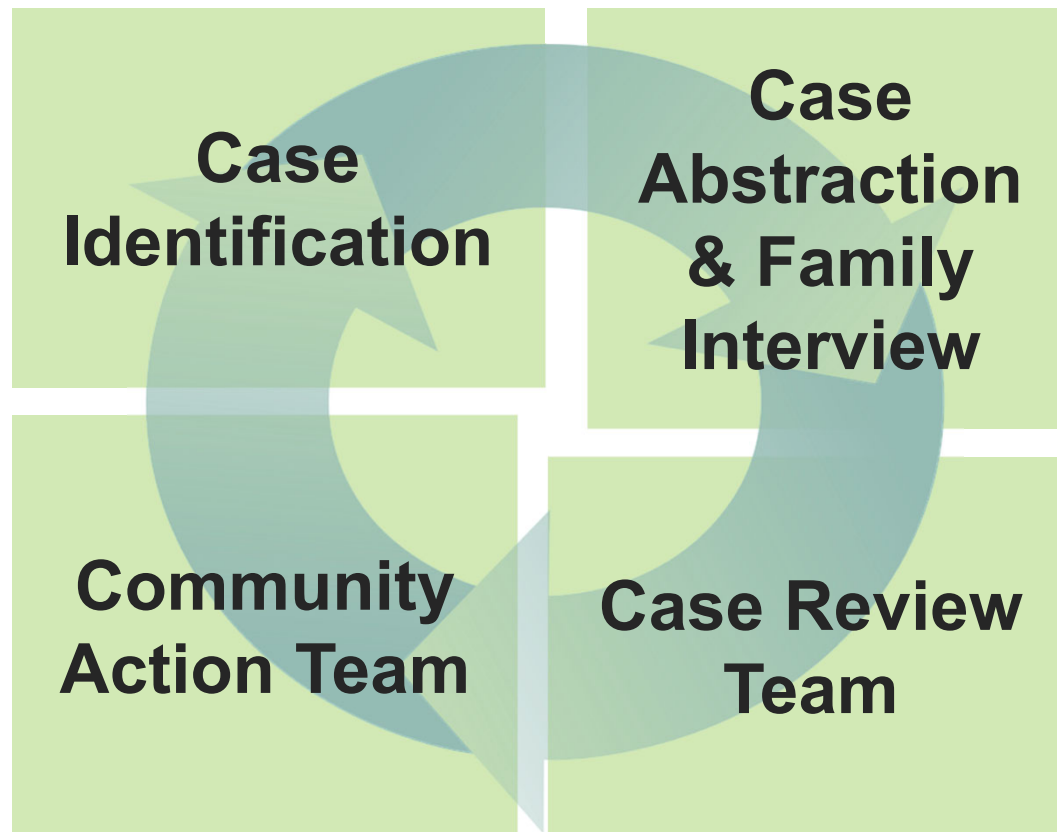 Case
Identification
Case
Abstraction
& Family
Interview
Community
Action Team
Case Review
Team